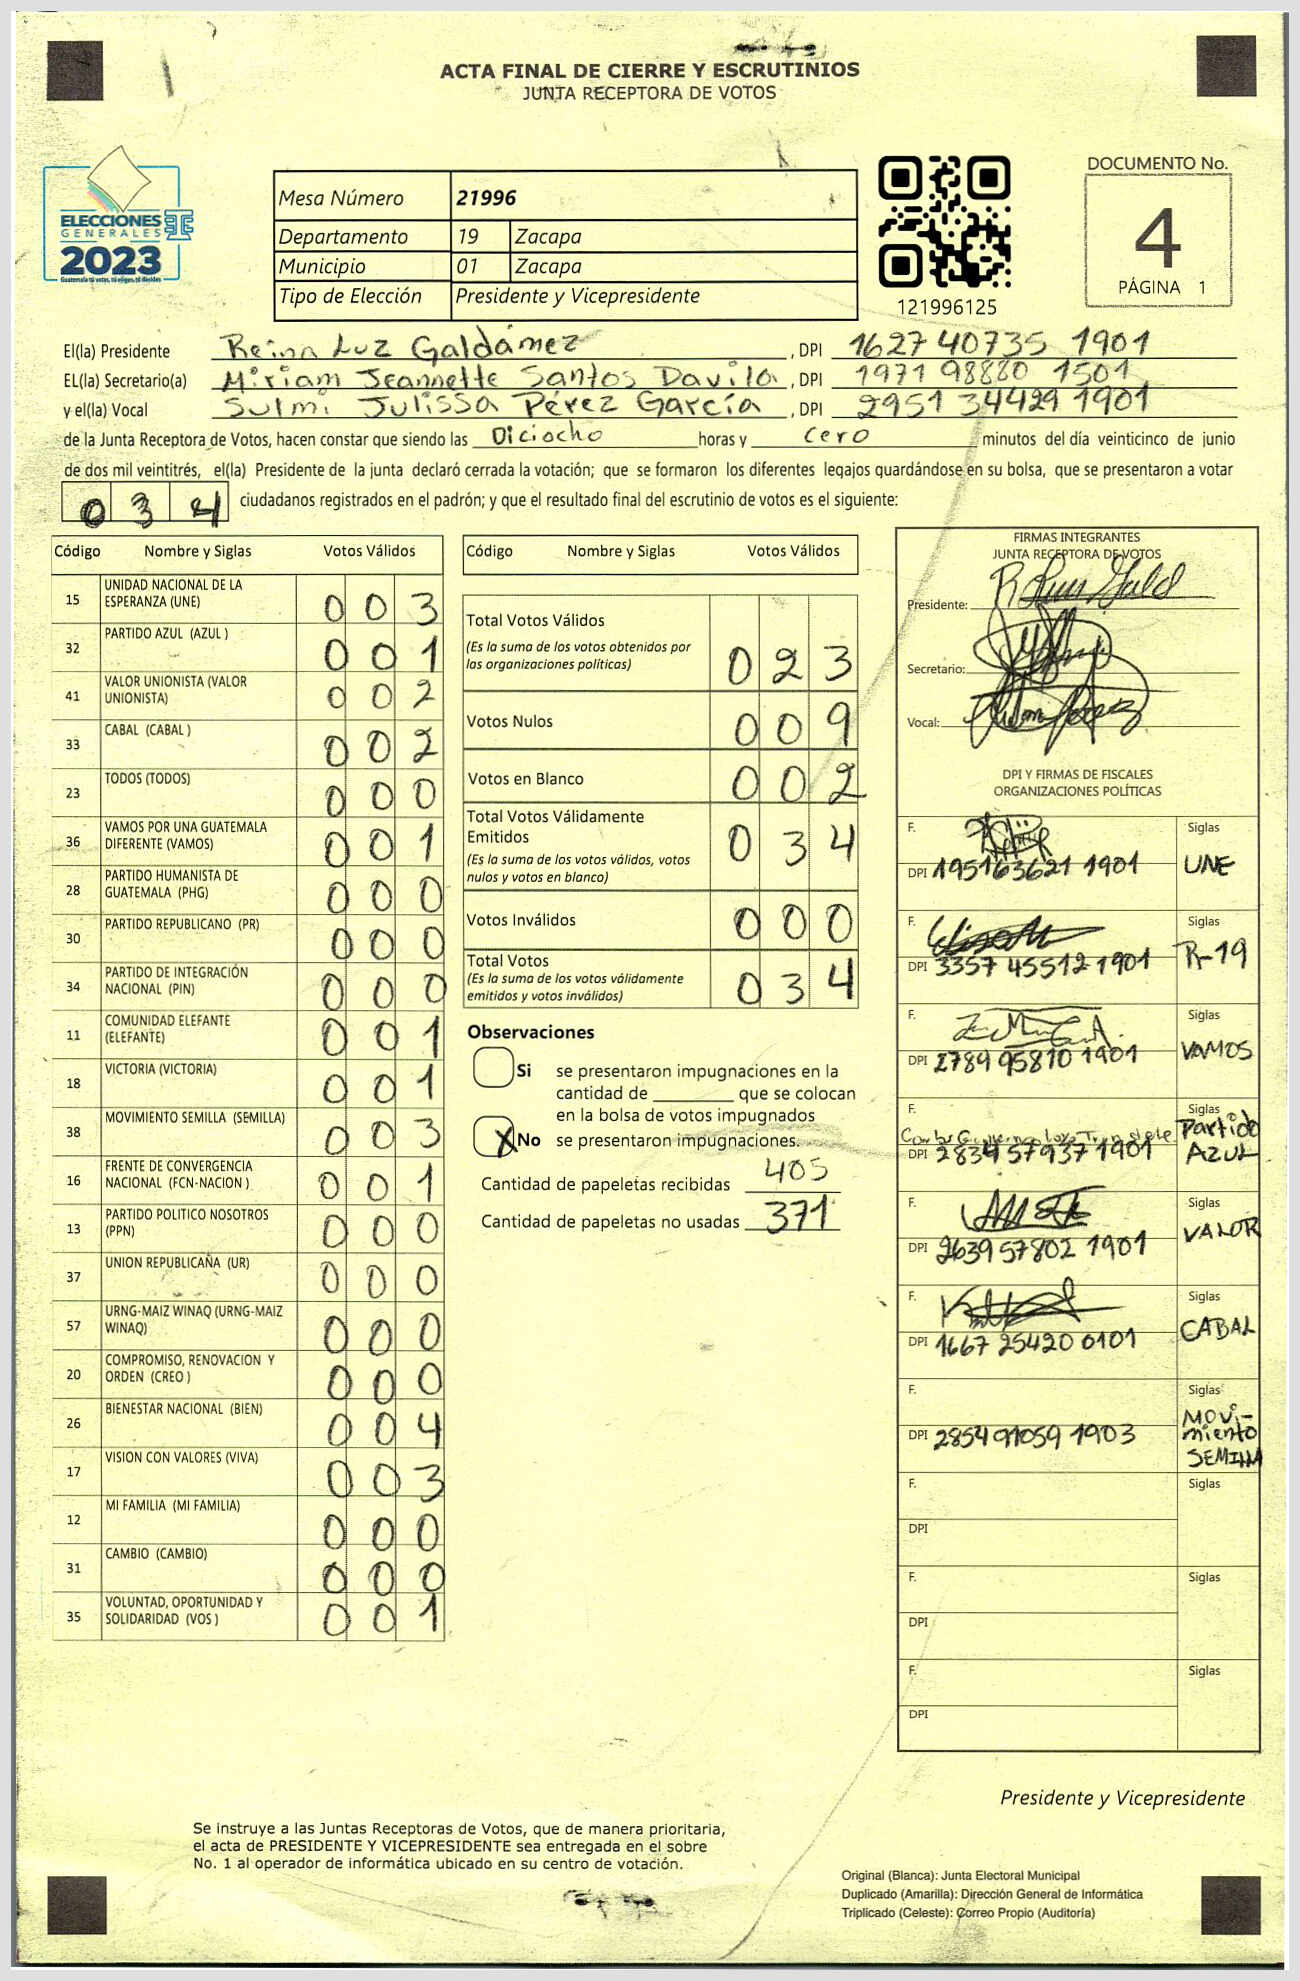 ACTA FINAL DE CIERRE Y ESCRUTINIOS
JUNTA RECEPTORA DE VOTOS
ELECCIONES
GENERALES
2023
Guatemala tú votas, tú eliges, tú decides
Mesa Número 21996
Departamento 19 Zacapa
Municipio 01 Zacapa
Tipo de Elección Presidente y Vicepresidente
121996125
DOCUMENTO No.
4
PÁGINA 1
El(la) Presidente Reina Luz Galdámez , DPI 1627 40735 1901
EL(la) Secretario(a) Miriam Jeannette Santos Davila , DPI 1971 98880 1501
y el(la) Vocal Sulmi Julissa Pérez García , DPI 2951 34429 1901
de la Junta Receptora de Votos, hacen constar que siendo las Diciocho horas y cero minutos del día veinticinco de junio
de dos mil veintitrés, el(la) Presidente de la junta declaró cerrada la votación; que se formaron los diferentes legajos guardándose en su bolsa, que se presentaron a votar
0 3 4 ciudadanos registrados en el padrón; y que el resultado final del escrutinio de votos es el siguiente:
Código Nombre y Siglas Votos Válidos
15 UNIDAD NACIONAL DE LA ESPERANZA (UNE) 0 0 3
32 PARTIDO AZUL (AZUL ) 0 0 1
41 VALOR UNIONISTA (VALOR UNIONISTA) 0 0 2
33 CABAL (CABAL ) 0 0 2
23 TODOS (TODOS) 0 0 0
36 VAMOS POR UNA GUATEMALA DIFERENTE (VAMOS) 0 0 1
28 PARTIDO HUMANISTA DE GUATEMALA (PHG) 0 0 0
30 PARTIDO REPUBLICANO (PR) 0 0 0
34 PARTIDO DE INTEGRACIÓN NACIONAL (PIN) 0 0 0
11 COMUNIDAD ELEFANTE (ELEFANTE) 0 0 1
18 VICTORIA (VICTORIA) 0 0 1
38 MOVIMIENTO SEMILLA (SEMILLA) 0 0 3
16 FRENTE DE CONVERGENCIA NACIONAL (FCN-NACION ) 0 0 1
13 PARTIDO POLITICO NOSOTROS (PPN) 0 0 0
37 UNION REPUBLICANA (UR) 0 0 0
57 URNG-MAIZ WINAQ (URNG-MAIZ WINAQ) 0 0 0
20 COMPROMISO, RENOVACION Y ORDEN (CREO ) 0 0 0
26 BIENESTAR NACIONAL (BIEN) 0 0 4
17 VISION CON VALORES (VIVA) 0 0 3
12 MI FAMILIA (MI FAMILIA) 0 0 0
31 CAMBIO (CAMBIO) 0 0 0
35 VOLUNTAD, OPORTUNIDAD Y SOLIDARIDAD (VOS ) 0 0 1
Código Nombre y Siglas Votos Válidos
Total Votos Válidos
(Es la suma de los votos obtenidos por
las organizaciones políticas) 0 2 3
Votos Nulos 0 0 9
Votos en Blanco 0 0 2
Total Votos Válidamente
Emitidos 0 3 4
(Es la suma de los votos válidos, votos
nulos y votos en blanco)
Votos Inválidos 0 0 0
Total Votos
(Es la suma de los votos válidamente
emitidos y votos inválidos) 0 3 4
Observaciones
Si se presentaron impugnaciones en la
cantidad de ________ que se colocan
en la bolsa de votos impugnados
X No se presentaron impugnaciones.
Cantidad de papeletas recibidas 405
Cantidad de papeletas no usadas 371
FIRMAS INTEGRANTES
JUNTA RECEPTORA DE VOTOS
Presidente:
Secretario:
Vocal:
DPI Y FIRMAS DE FISCALES
ORGANIZACIONES POLÍTICAS
F. Siglas
DPI 195163621 1901 UNE
F. Siglas
DPI 3357 45512 1901 R-19
F. Siglas
DPI 2789 95810 1901 VAMOS
F. Siglas
DPI 2834 57937 1901 Partido AZUL
F. Siglas
DPI 2639 57802 1901 VALOR
F. Siglas
DPI 1667 25420 0101 CABAL
F. Siglas
DPI 2854 91059 1903 MOVI-miento SEMILLA
F. Siglas
DPI
F. Siglas
DPI
F. Siglas
DPI
Presidente y Vicepresidente
Se instruye a las Juntas Receptoras de Votos, que de manera prioritaria,
el acta de PRESIDENTE Y VICEPRESIDENTE sea entregada en el sobre
No. 1 al operador de informática ubicado en su centro de votación.
Original (Blanca): Junta Electoral Municipal
Duplicado (Amarilla): Dirección General de Informática
Triplicado (Celeste): Correo Propio (Auditoría)